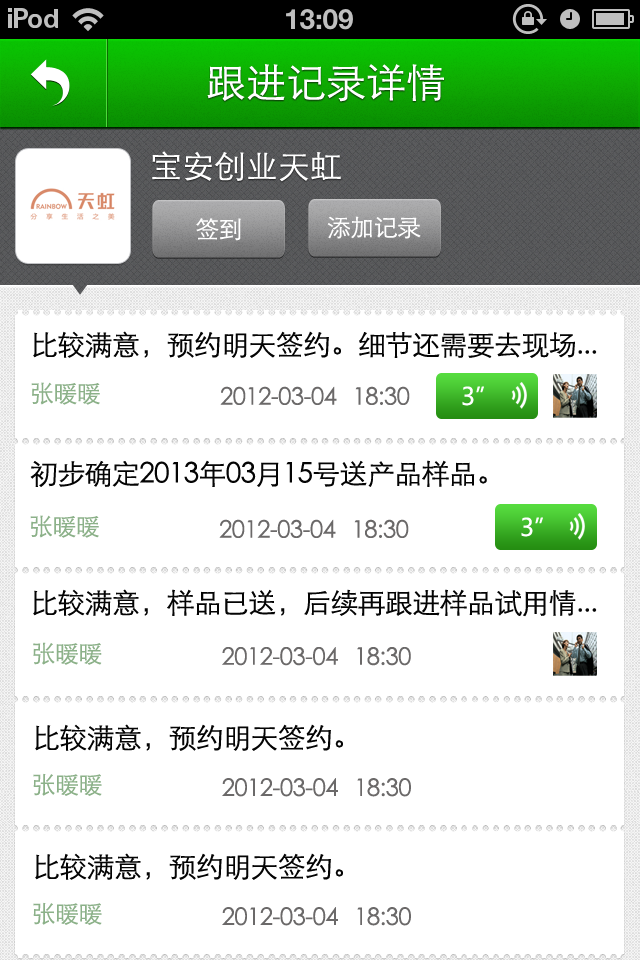 iPod 13:09
跟进记录详情
宝安创业天虹
RAINBOW 天虹
分享生活之美
签到 添加记录
比较满意，预约明天签约。细节还需要去现场...
张暖暖 2012-03-04 18:30 3″
初步确定2013年03月15号送产品样品。
张暖暖 2012-03-04 18:30 3″
比较满意，样品已送，后续再跟进样品试用情...
张暖暖 2012-03-04 18:30
比较满意，预约明天签约。
张暖暖 2012-03-04 18:30
比较满意，预约明天签约。
张暖暖 2012-03-04 18:30